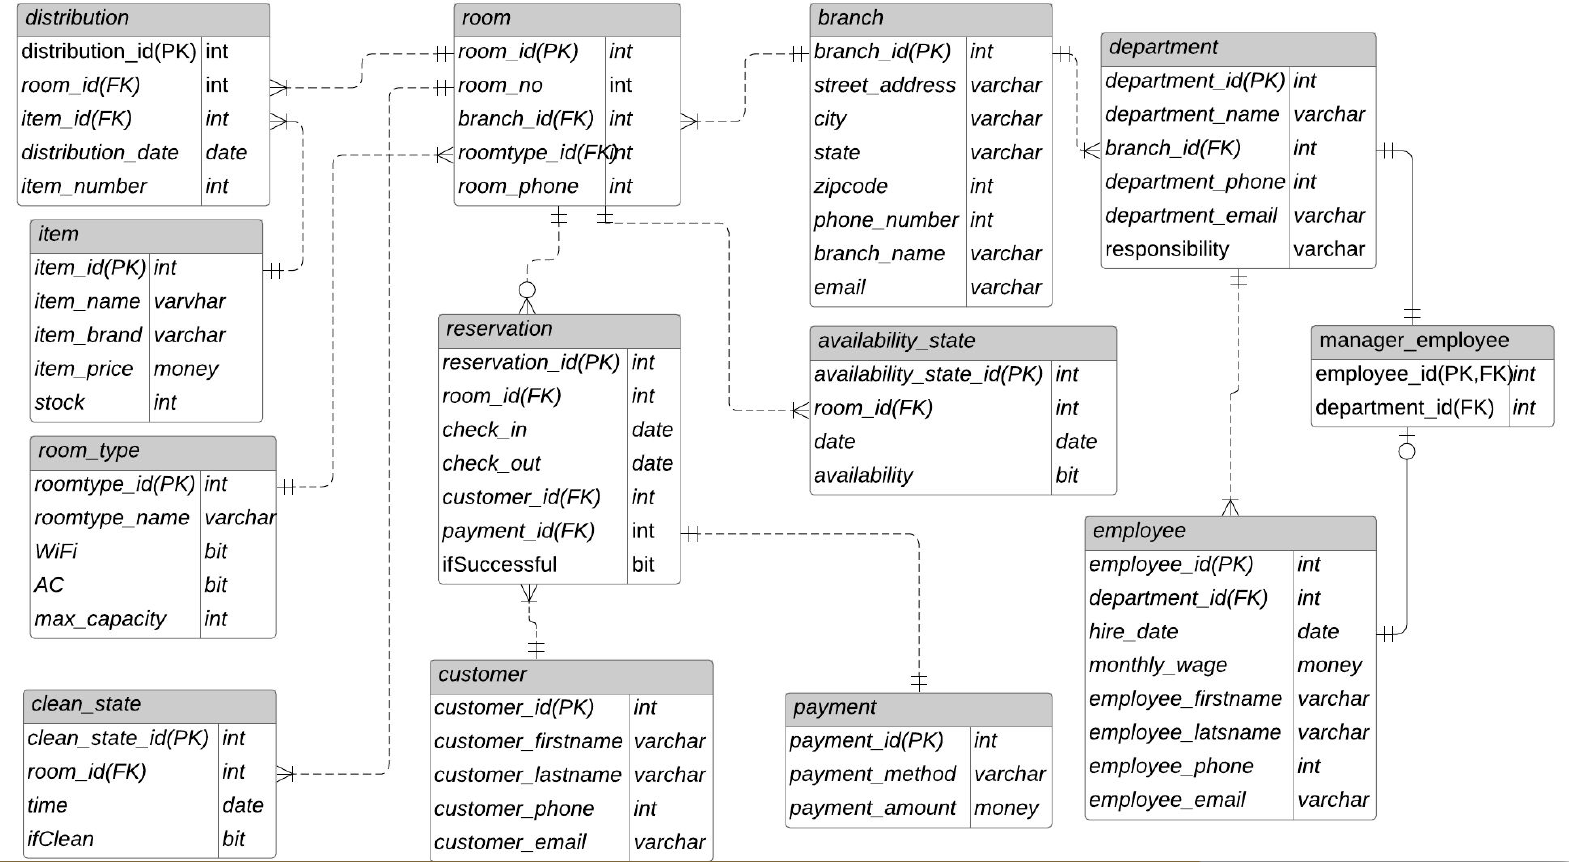 distribution
distribution_id(PK) int
room_id(FK) int
item_id(FK) int
distribution_date date
item_number int
item
item_id(PK) int
item_name varvhar
item_brand varchar
item_price money
stock int
room_type
roomtype_id(PK) int
roomtype_name varchar
WiFi bit
AC bit
max_capacity int
clean_state
clean_state_id(PK) int
room_id(FK) int
time date
ifClean bit
room
room_id(PK) int
room_no int
branch_id(FK) int
roomtype_id(FK) int
room_phone int
reservation
reservation_id(PK) int
room_id(FK) int
check_in date
check_out date
customer_id(FK) int
payment_id(FK) int
ifSuccessful bit
customer
customer_id(PK) int
customer_firstname varchar
customer_lastname varchar
customer_phone int
customer_email varchar
branch
branch_id(PK) int
street_address varchar
city varchar
state varchar
zipcode int
phone_number int
branch_name varchar
email varchar
availability_state
availability_state_id(PK) int
room_id(FK) int
date date
availability bit
payment
payment_id(PK) int
payment_method varchar
payment_amount money
department
department_id(PK) int
department_name varchar
branch_id(FK) int
department_phone int
department_email varchar
responsibility varchar
manager_employee
employee_id(PK,FK) int
department_id(FK) int
employee
employee_id(PK) int
department_id(FK) int
hire_date date
monthly_wage money
employee_firstname varchar
employee_latsname varchar
employee_phone int
employee_email varchar